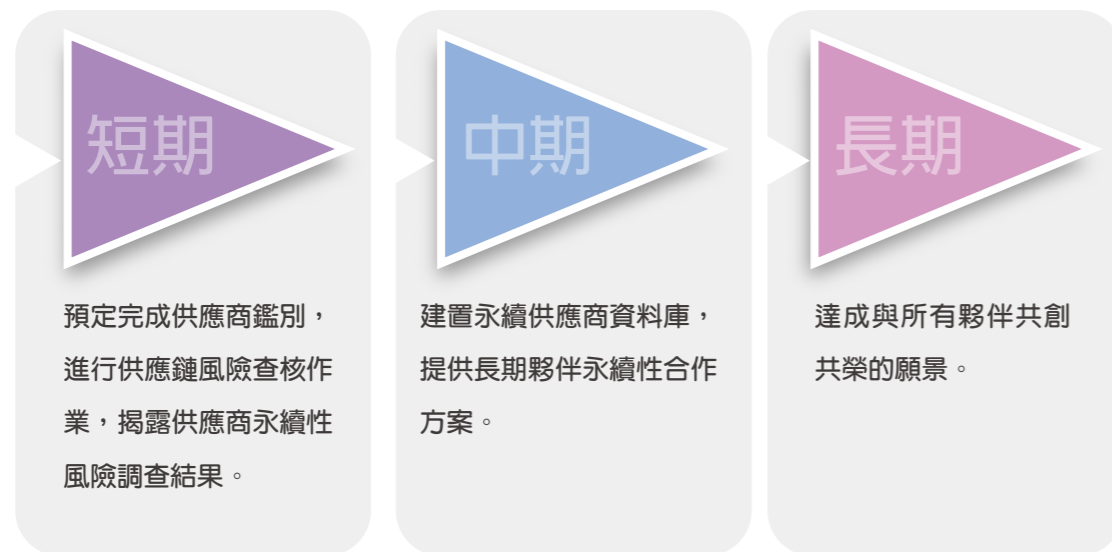 短期
預定完成供應商鑑別，
進行供應鏈風險查核作
業，揭露供應商永續性
風險調查結果。
中期
建置永續供應商資料庫，
提供長期夥伴永續性合作
方案。
長期
達成與所有夥伴共創
共榮的願景。